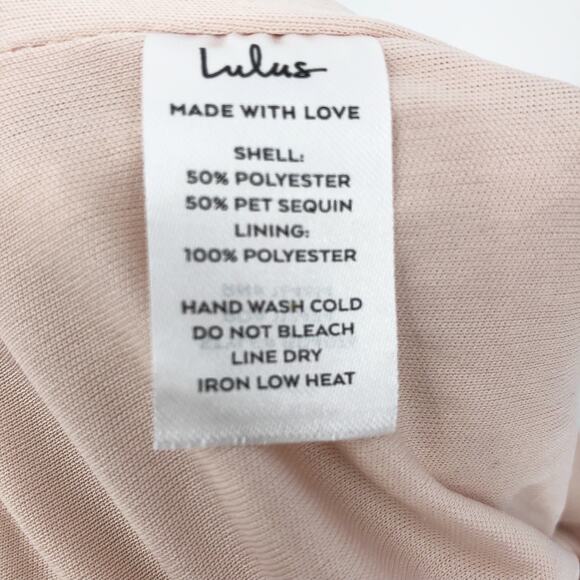 Lulus
MADE WITH LOVE
SHELL:
50% POLYESTER
50% PET SEQUIN
LINING:
100% POLYESTER
HAND WASH COLD
DO NOT BLEACH
LINE DRY
IRON LOW HEAT